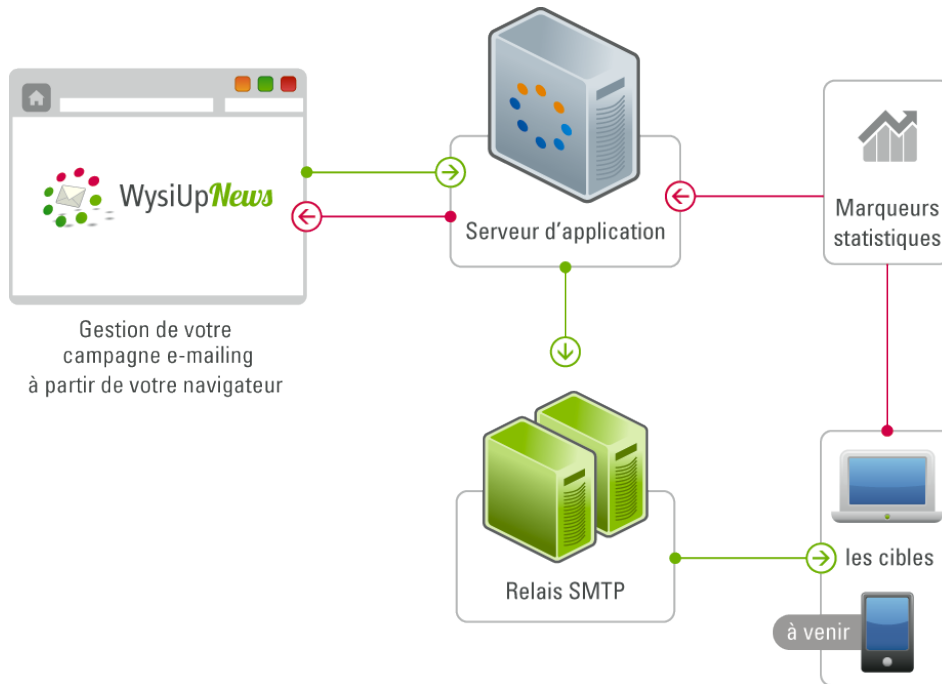 WysiUpNews
Gestion de votre
campagne e-mailing
à partir de votre navigateur
Serveur d'application
Marqueurs
statistiques
Relais SMTP
les cibles
à venir